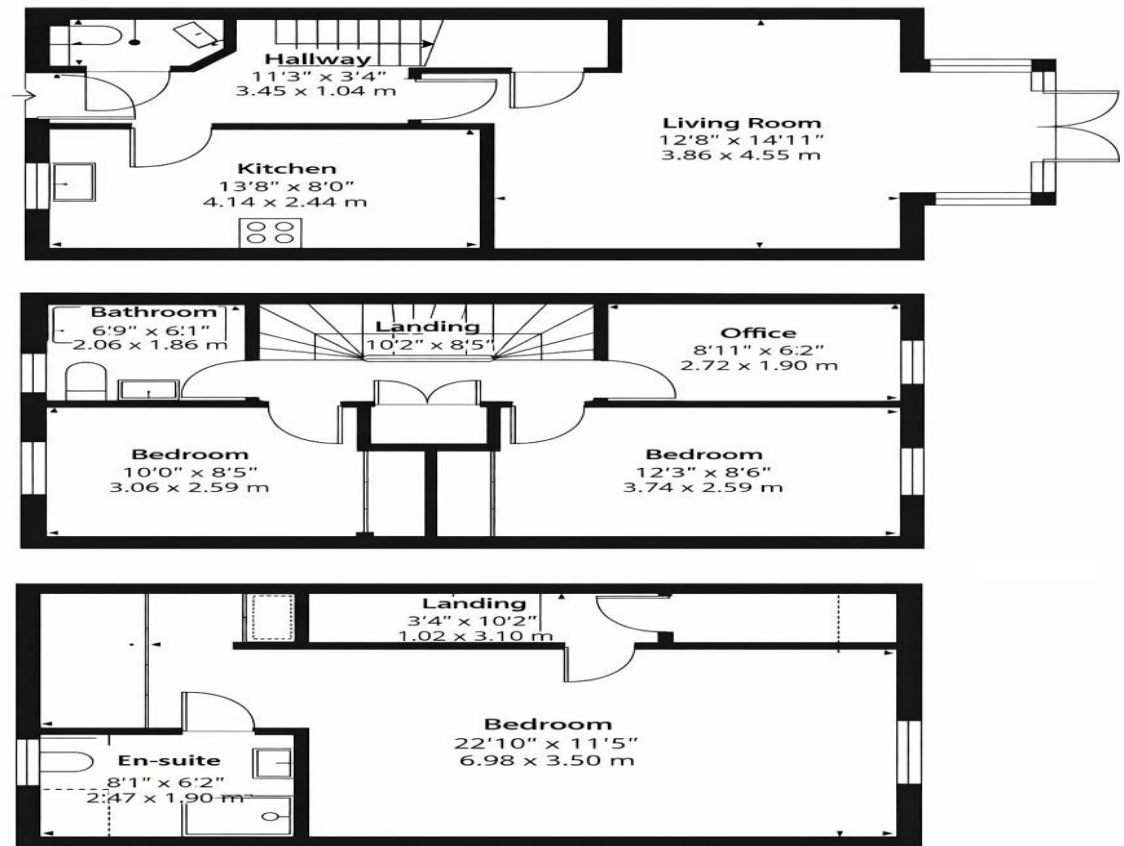 Hallway
11'3" x 3'4"
3.45 x 1.04 m
Living Room
12'8" x 14'11"
3.86 x 4.55 m
Kitchen
13'8" x 8'0"
4.14 x 2.44 m
Bathroom
6'9" x 6'1"
2.06 x 1.86 m
Landing
10'2" x 8'5"
Office
8'11" x 6'2"
2.72 x 1.90 m
Bedroom
10'0" x 8'5"
3.06 x 2.59 m
Bedroom
12'3" x 8'6"
3.74 x 2.59 m
Landing
3'4" x 10'2"
1.02 x 3.10 m
Bedroom
22'10" x 11'5"
6.98 x 3.50 m
En-suite
8'1" x 6'2"
2.47 x 1.90 m